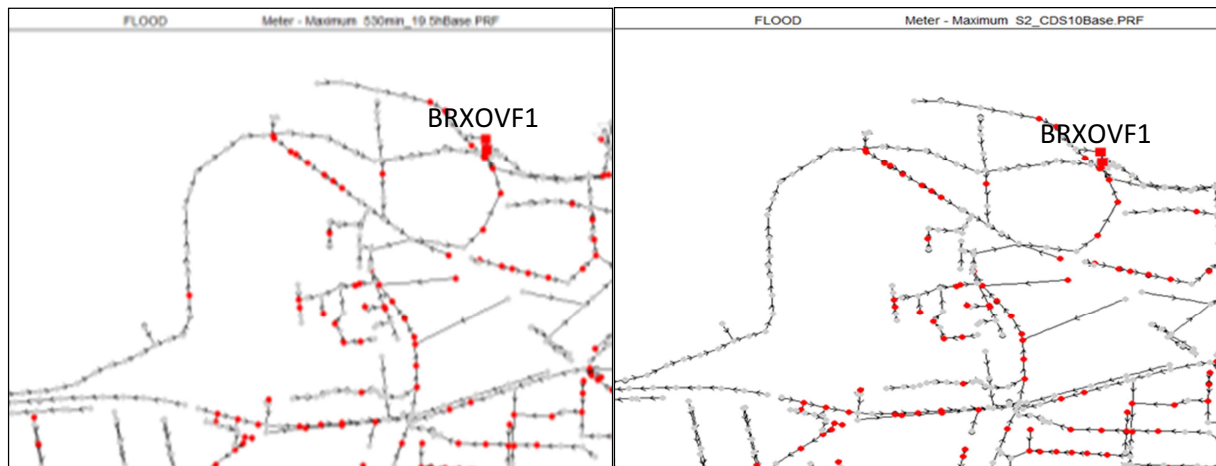 FLOOD Meter - Maximum 530min_19.5hBase.PRF
BRXOVF1
FLOOD Meter - Maximum S2_CDS10Base.PRF
BRXOVF1